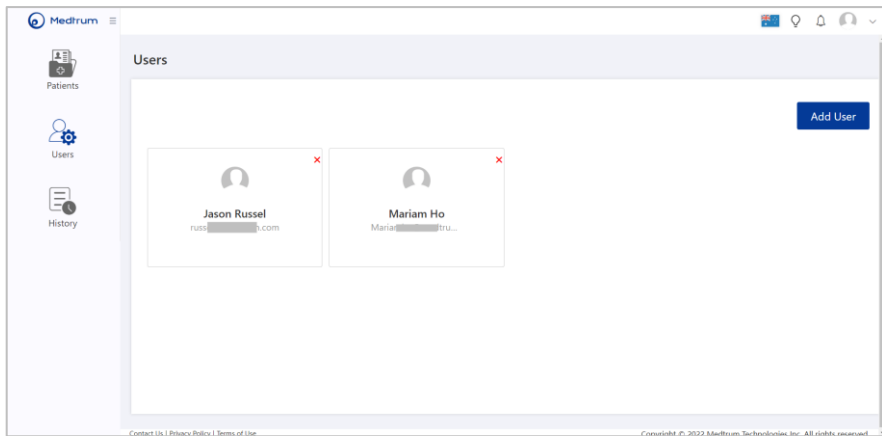 Medtrum
Users
Patients
Add User
Users
Jason Russel
Mariam Ho
.com
History
Contact Us | Privacy Policy | Terms of Use
Copyright © 2022 Medtrum Technologies Inc. All rights reserved